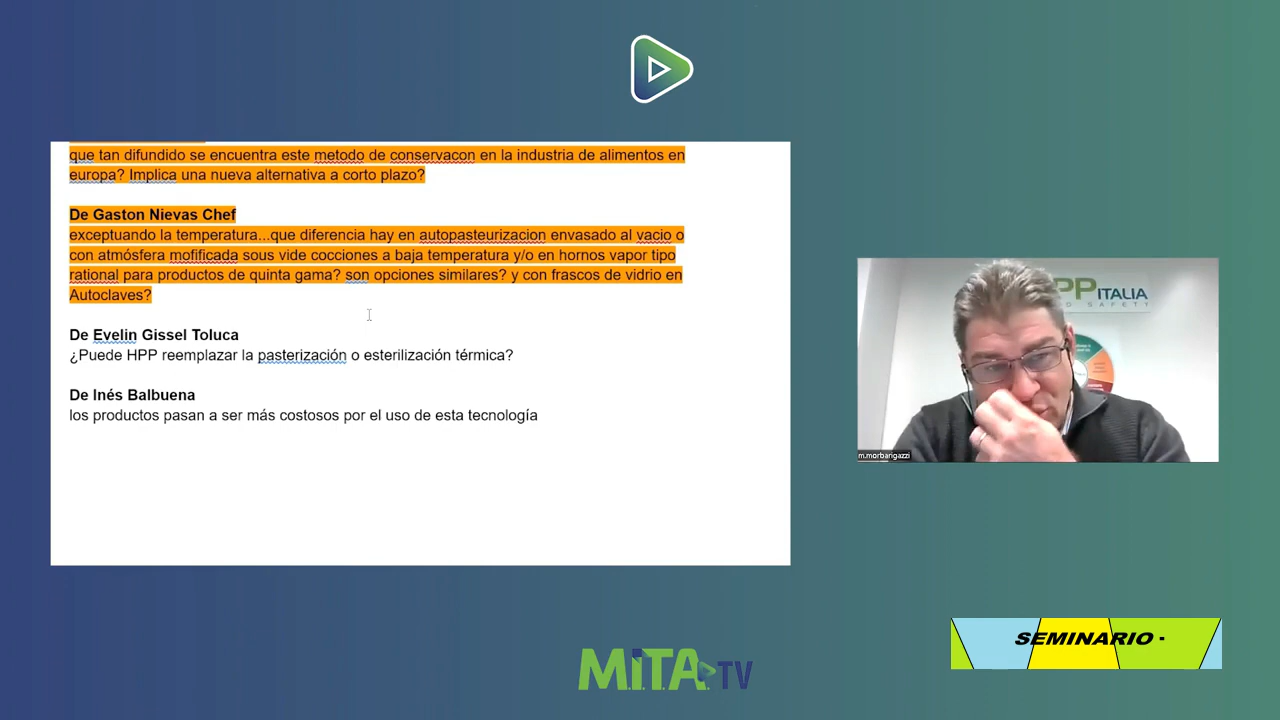 que tan difundido se encuentra este metodo de conservacon en la industria de alimentos en
europa? Implica una nueva alternativa a corto plazo?
De Gaston Nievas Chef
exceptuando la temperatura...que diferencia hay en autopasteurizacion envasado al vacio o
con atmósfera mofificada sous vide cocciones a baja temperatura y/o en hornos vapor tipo
rational para productos de quinta gama? son opciones similares? y con frascos de vidrio en
Autoclaves?
De Evelin Gissel Toluca
¿Puede HPP reemplazar la pasterización o esterilización térmica?
De Inés Balbuena
los productos pasan a ser más costosos por el uso de esta tecnología
PP ITALIA
SAFETY
m.morbarigazzi
SEMINARIO -
M.I.T.A. TV